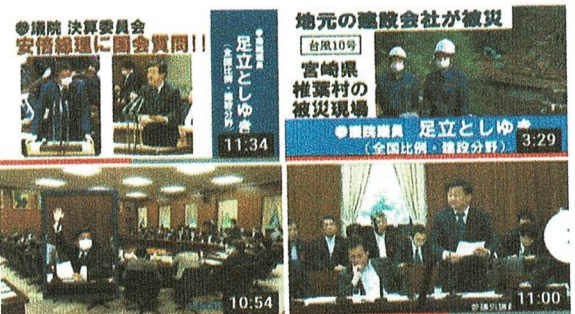 参議院 決算委員会
安倍総理に国会質問!!
参議院議員
足立としゆき
(全国比例・建設分野)
11:34
地元の建設会社が被災
台風10号
宮崎県
椎葉村の
被災現場
参議院議員 足立としゆき
(全国比例・建設分野)
3:29
10:54
11:00